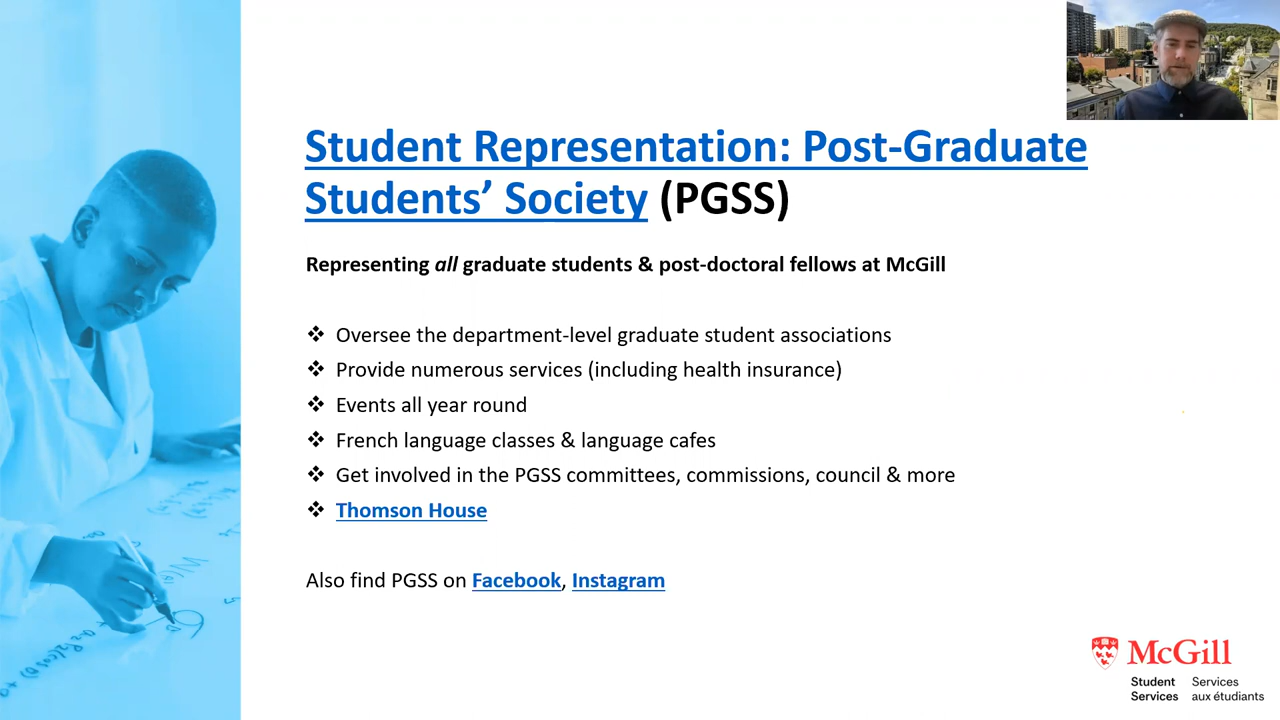 Student Representation: Post-Graduate
Students’ Society (PGSS)
Representing all graduate students & post-doctoral fellows at McGill
❖ Oversee the department-level graduate student associations
❖ Provide numerous services (including health insurance)
❖ Events all year round
❖ French language classes & language cafes
❖ Get involved in the PGSS committees, commissions, council & more
❖ Thomson House
Also find PGSS on Facebook, Instagram
McGill
Student Services
Services aux étudiants